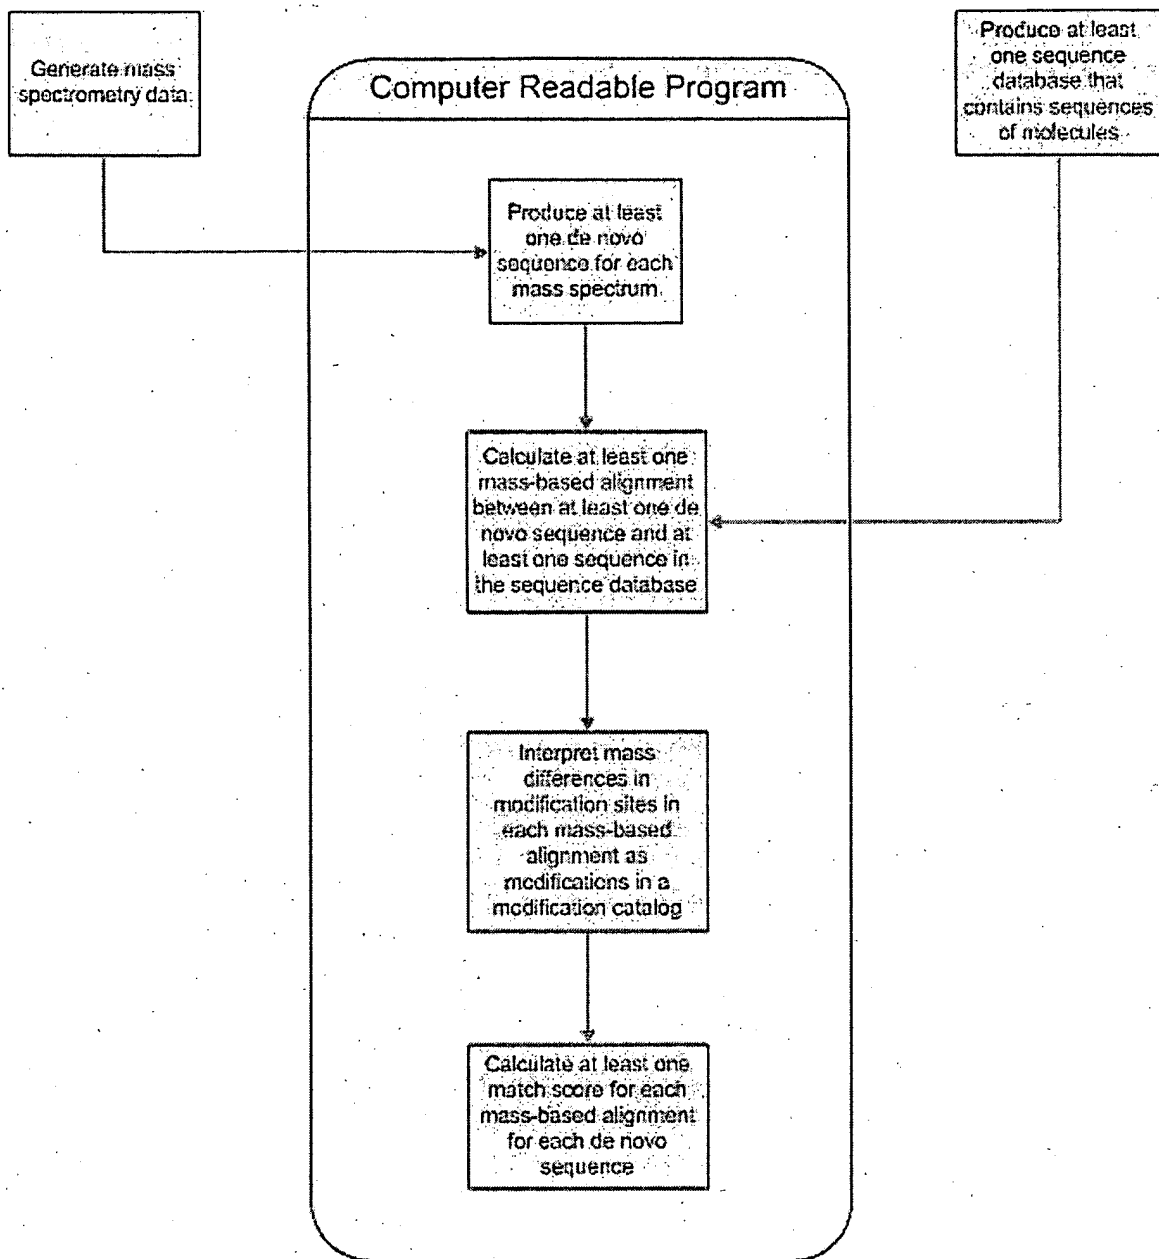 Generate mass
spectrometry data
Computer Readable Program
Produce at least
one sequence
database that
contains sequences
of molecules
Produce at least
one de novo
sequence for each
mass spectrum
Calculate at least one
mass-based alignment
between at least one de
novo sequence and at
least one sequence in
the sequence database
Interpret mass
differences in
modification sites in
each mass-based
alignment as
modifications in a
modification catalog
Calculate at least one
match score for each
mass-based alignment
for each de novo
sequence